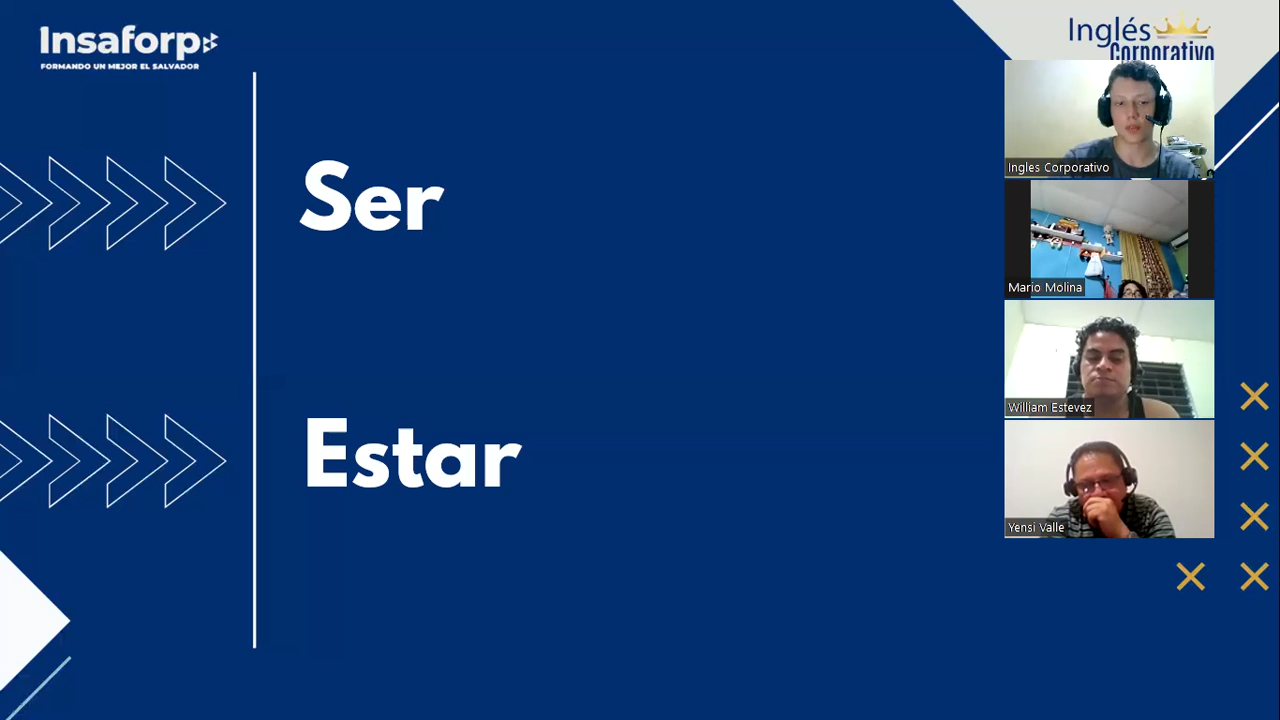 Insaforp
FORMANDO UN MEJOR EL SALVADOR
Inglés
Corporativo
Ser
Estar
Ingles Corporativo
Mario Molina
William Estevez
Yensi Valle